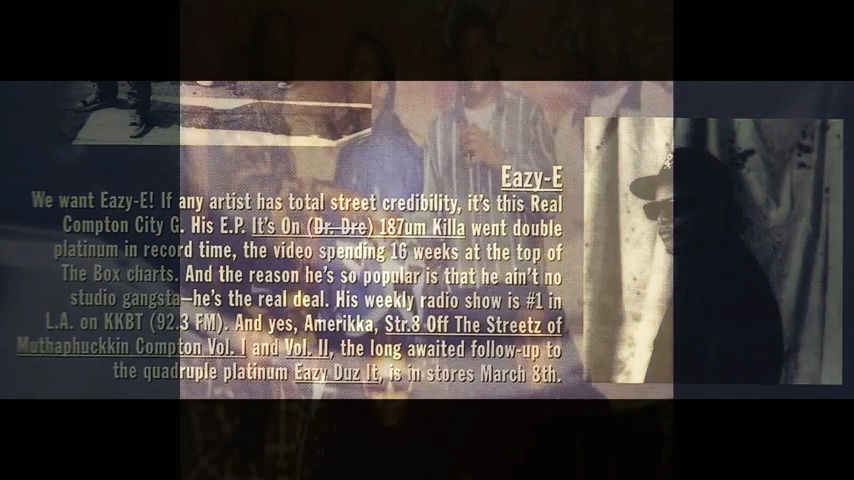 Eazy-E
We want Eazy-E! If any artist has total street credibility, it's this Real
Compton City G. His E.P. It's On (Dr. Dre) 187um Killa went double
platinum in record time, the video spending 16 weeks at the top of
The Box charts. And the reason he's so popular is that he ain't no
studio gangsta—he's the real deal. His weekly radio show is #1 in
L.A. on KKBT (92.3 FM). And yes, Amerikka, Str.8 Off The Streetz of
Muthaphuckkin Compton Vol. I and Vol. II, the long awaited follow-up to
the quadruple platinum Eazy Duz It, is in stores March 8th.